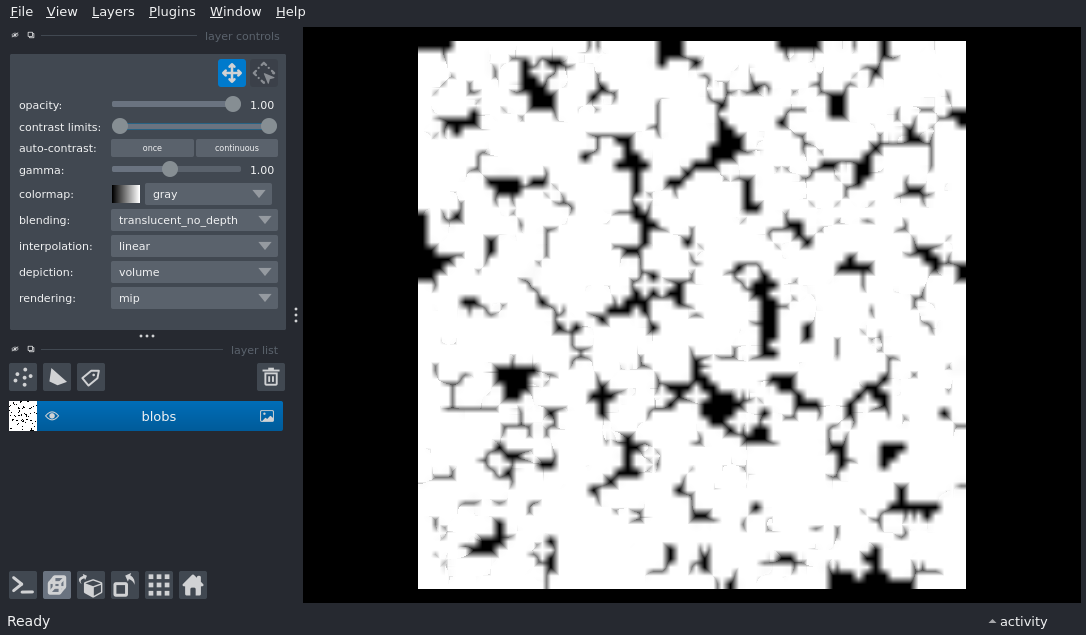 File View Layers Plugins Window Help
layer controls
opacity: 1.00
contrast limits:
auto-contrast: once continuous
gamma: 1.00
colormap: gray
blending: translucent_no_depth
interpolation: linear
depiction: volume
rendering: mip
layer list
blobs
Ready activity